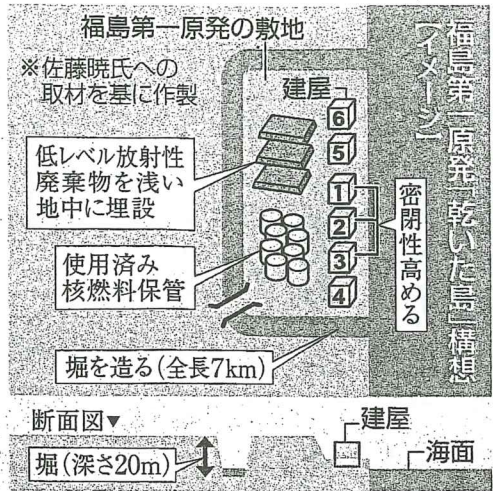 福島第一原発「乾いた島」構想
【イメージ】
福島第一原発の敷地
※佐藤暁氏への
取材を基に作製
建屋
6
5
1
2
3
4
密閉性高める
低レベル放射性
廃棄物を浅い
地中に埋設
使用済み
核燃料保管
堀を造る(全長7km)
断面図▼
堀(深さ20m)
建屋
海面